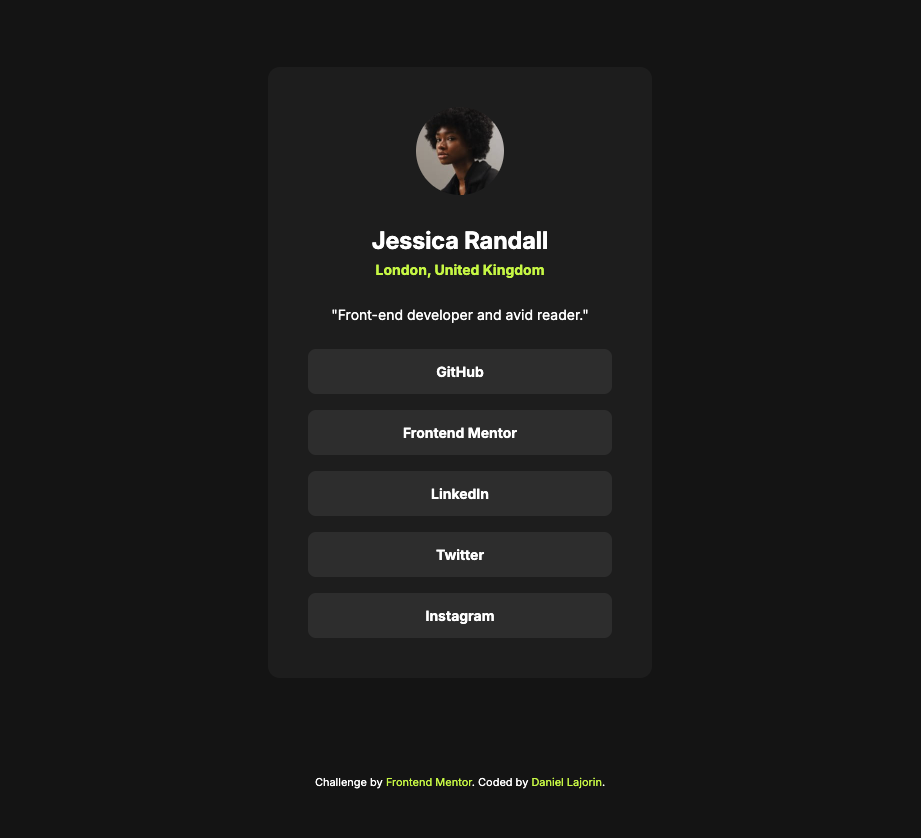 Jessica Randall
London, United Kingdom
"Front-end developer and avid reader."
GitHub
Frontend Mentor
LinkedIn
Twitter
Instagram
Challenge by Frontend Mentor. Coded by Daniel Lajorin.